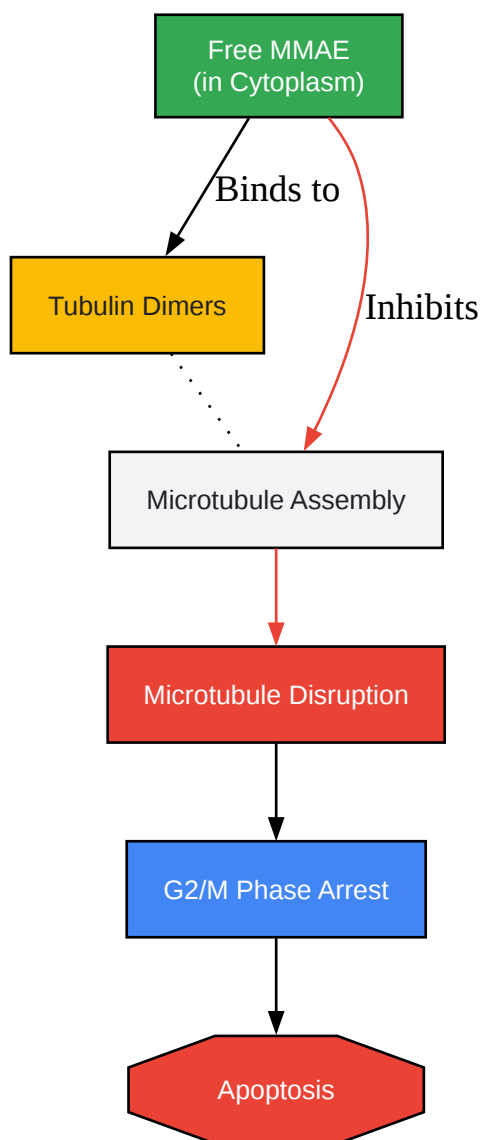 Free MMAE
(in Cytoplasm)
Binds to
Tubulin Dimers
Inhibits
Microtubule Assembly
Microtubule Disruption
G2/M Phase Arrest
Apoptosis